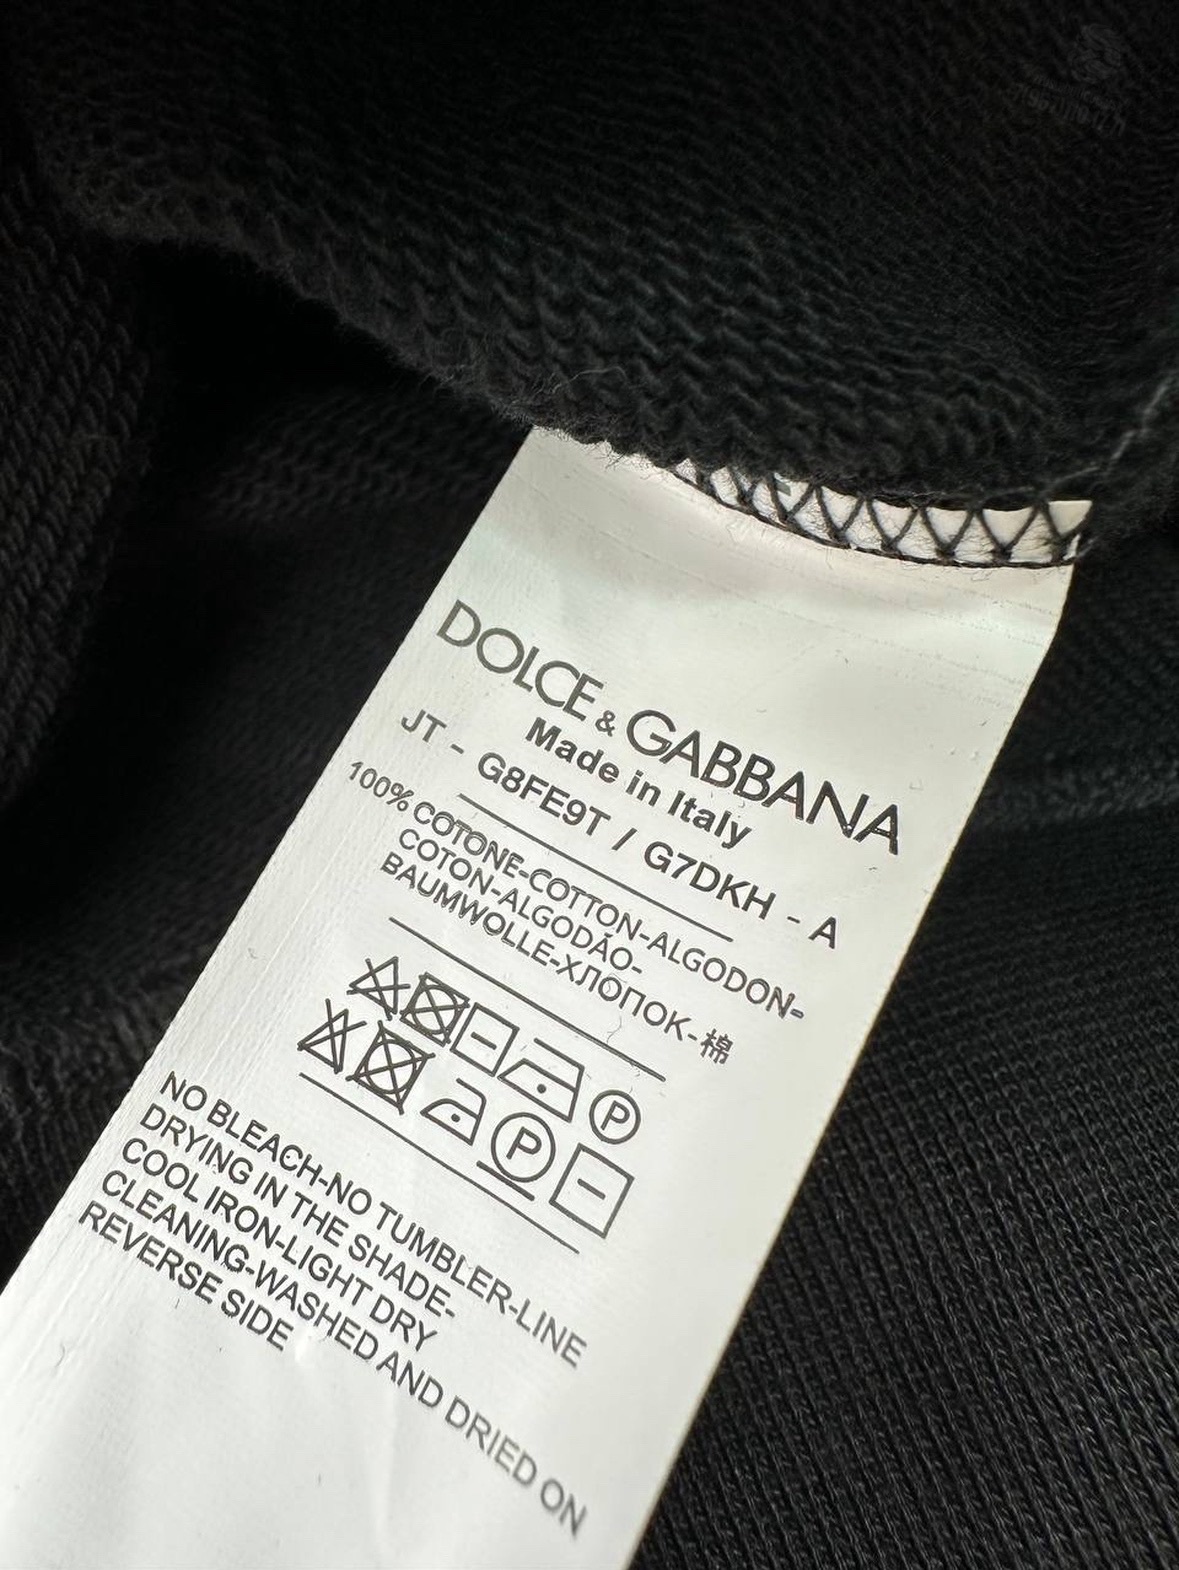 DOLCE & GABBANA
Made in Italy
JT - G8FE9T / G7DKH - A
100% COTONE-COTTON-ALGODON-
COTON-ALGODÃO-
BAUMWOLLE-ХЛОПОК-棉
P
P
NO BLEACH-NO TUMBLER-LINE
DRYING IN THE SHADE-
COOL IRON-LIGHT DRY
CLEANING-WASHED AND DRIED ON
REVERSE SIDE